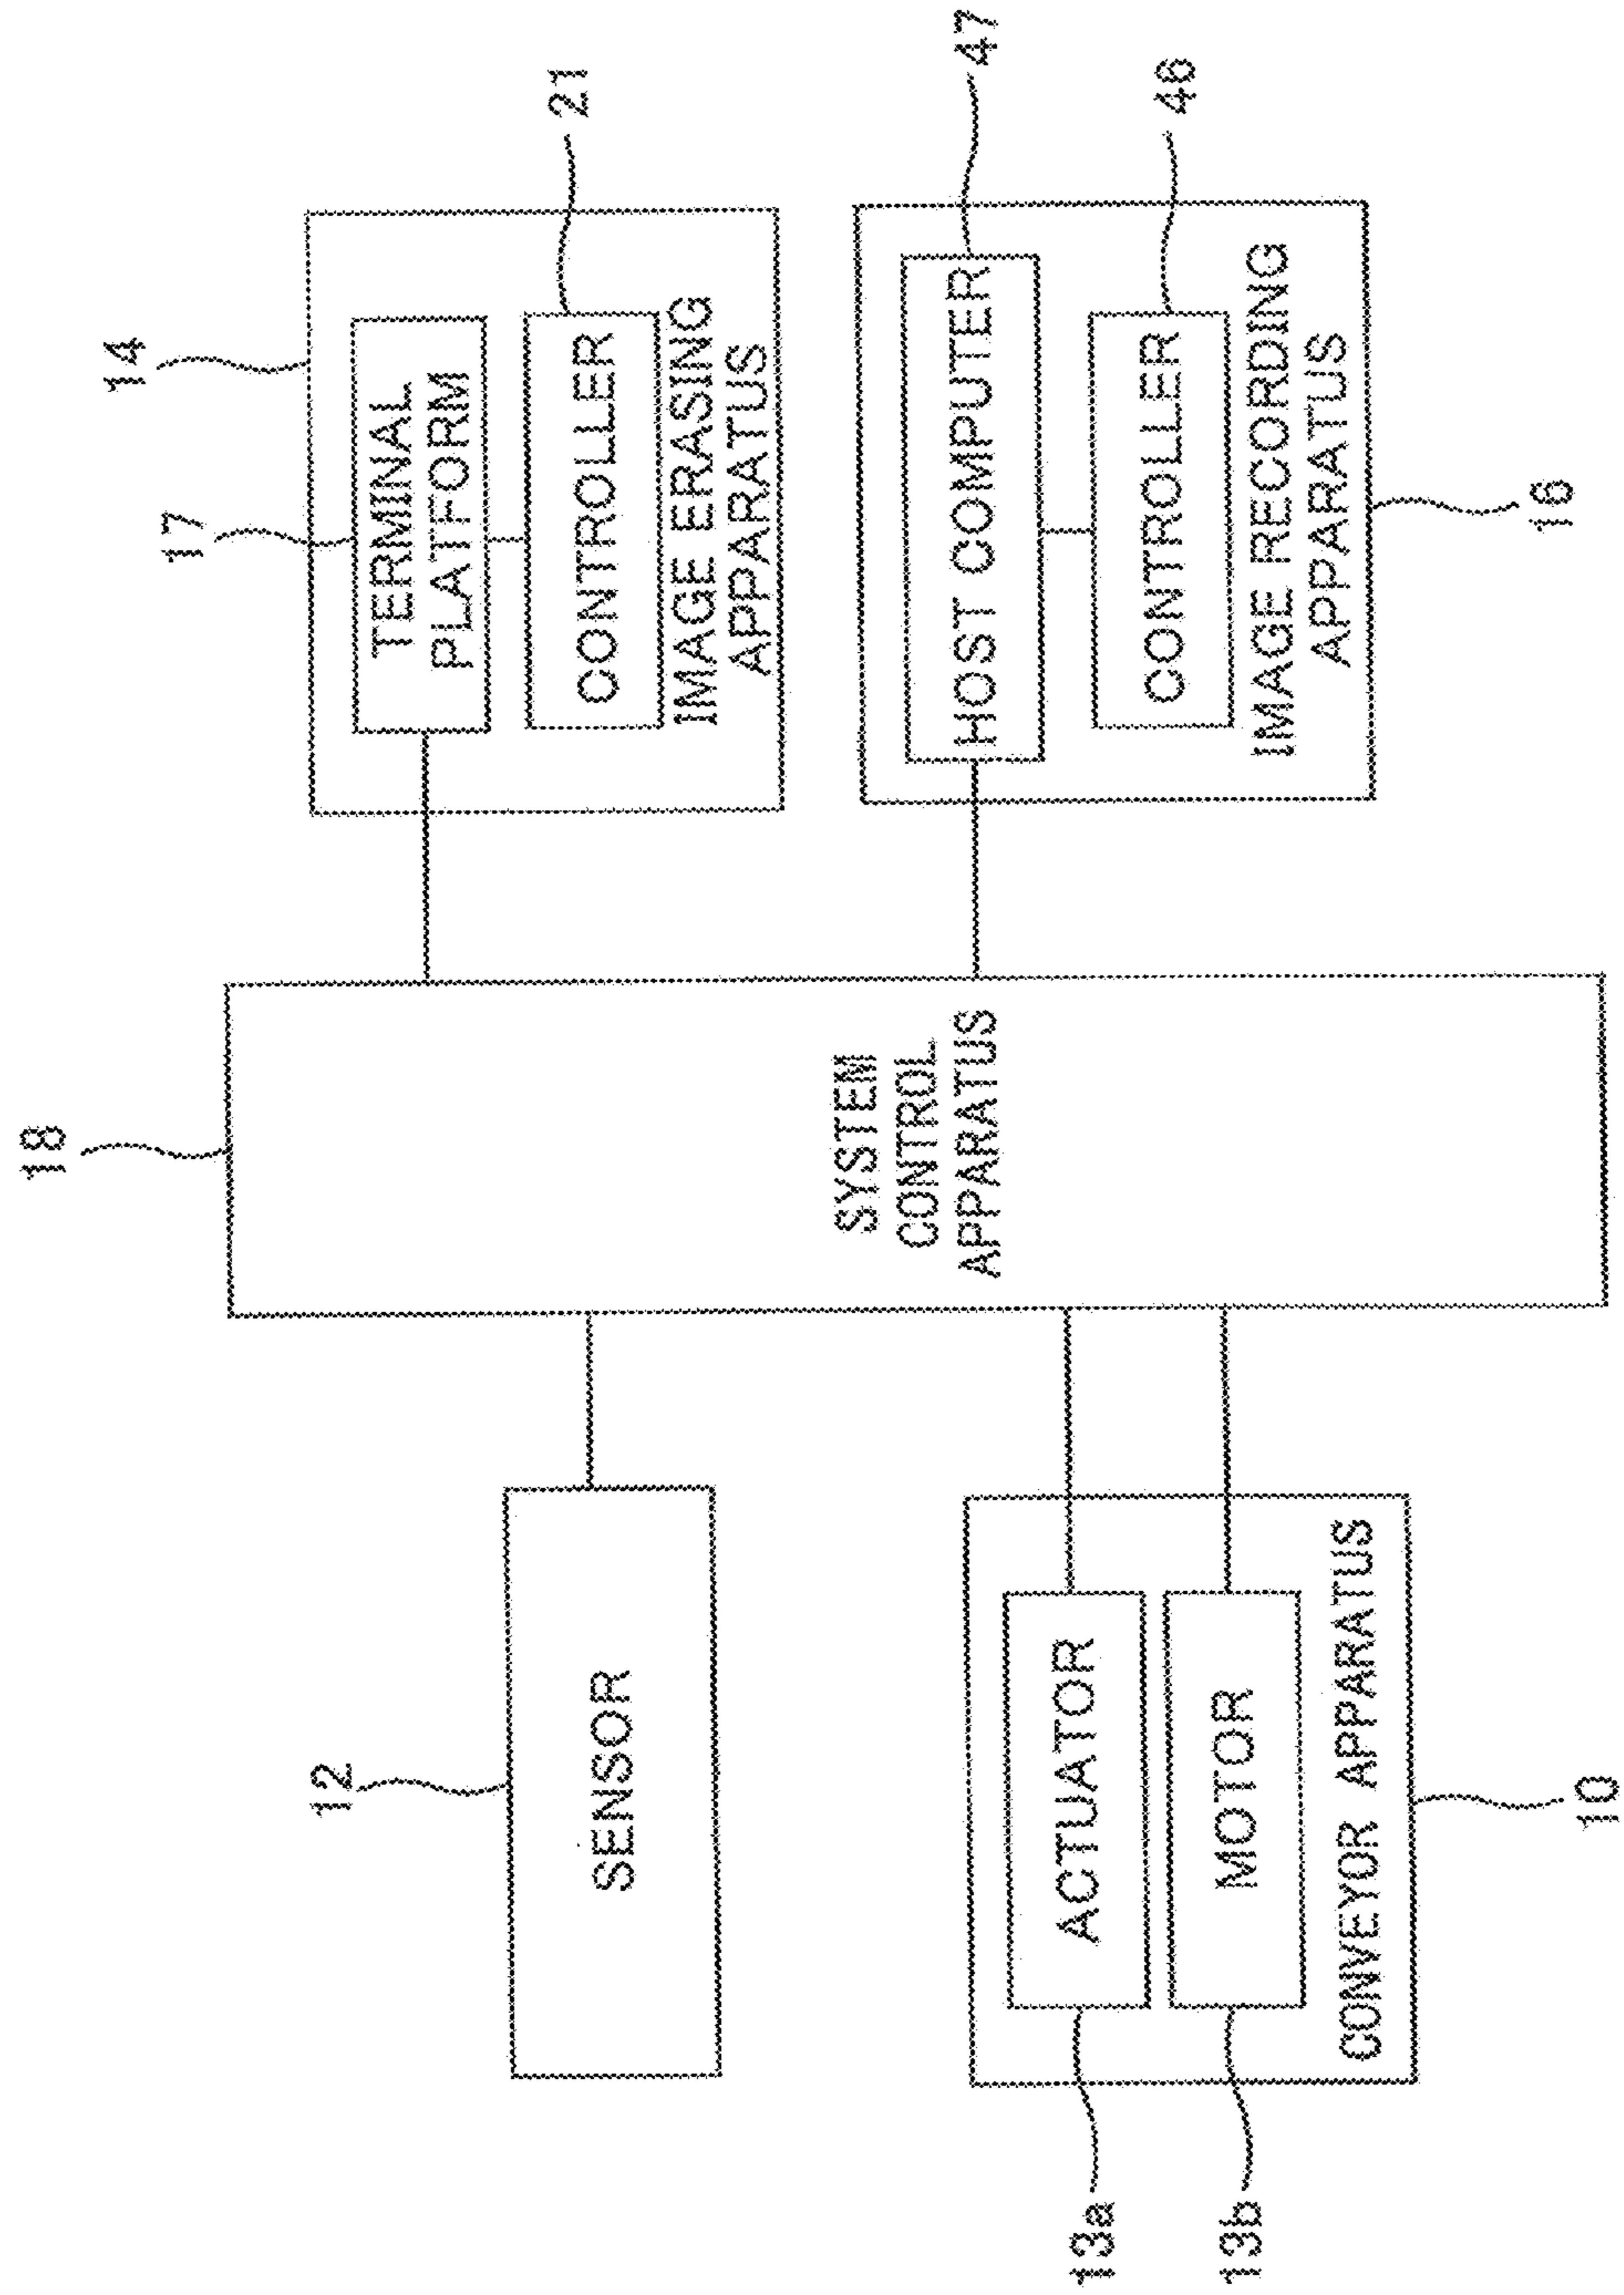 18
SYSTEM
CONTROL
APPARATUS
12
SENSOR
13a
ACTUATOR
13b
MOTOR
CONVEYOR APPARATUS
10
14
17
TERMINAL
PLATFORM
21
CONTROLLER
IMAGE ERASING
APPARATUS
47
HOST COMPUTER
46
CONTROLLER
IMAGE RECORDING
APPARATUS
16